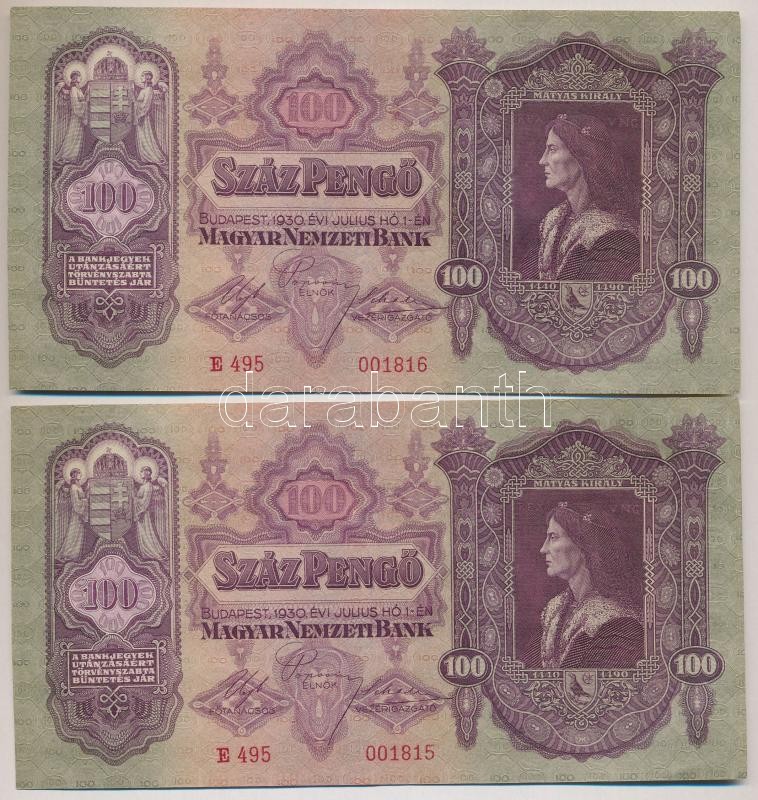 100
MÁTYÁS KIRÁLY
100
SZÁZ PENGŐ
BUDAPEST, 1930. ÉVI JULIUS HÓ 1-ÉN
MAGYAR NEMZETI BANK
A BANKJEGYEK
UTÁNZÁSÁÉRT
TÖRVÉNYSZABTA
BÜNTETÉS JÁR
100
100
1440
1490
FŐTANÁCSOS
ELNÖK
VEZÉRIGAZGATÓ
E 495
001816
darabanth
100
MÁTYÁS KIRÁLY
100
SZÁZ PENGŐ
BUDAPEST, 1930. ÉVI JULIUS HÓ 1-ÉN
MAGYAR NEMZETI BANK
A BANKJEGYEK
UTÁNZÁSÁÉRT
TÖRVÉNYSZABTA
BÜNTETÉS JÁR
100
100
1440
1490
FŐTANÁCSOS
ELNÖK
VEZÉRIGAZGATÓ
E 495
001815